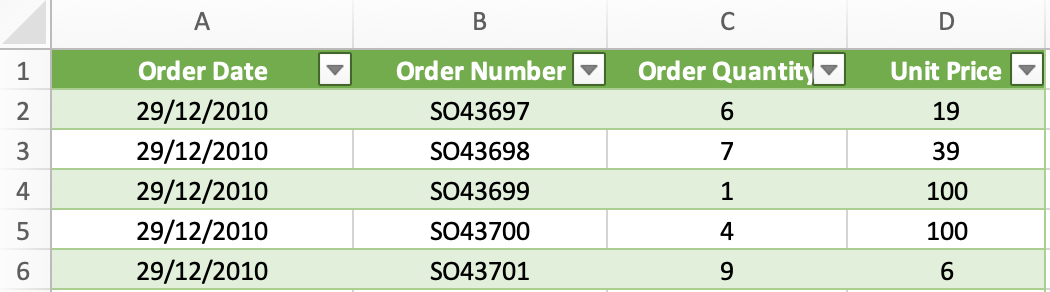 A B C D
1 Order Date Order Number Order Quantity Unit Price
2 29/12/2010 SO43697 6 19
3 29/12/2010 SO43698 7 39
4 29/12/2010 SO43699 1 100
5 29/12/2010 SO43700 4 100
6 29/12/2010 SO43701 9 6